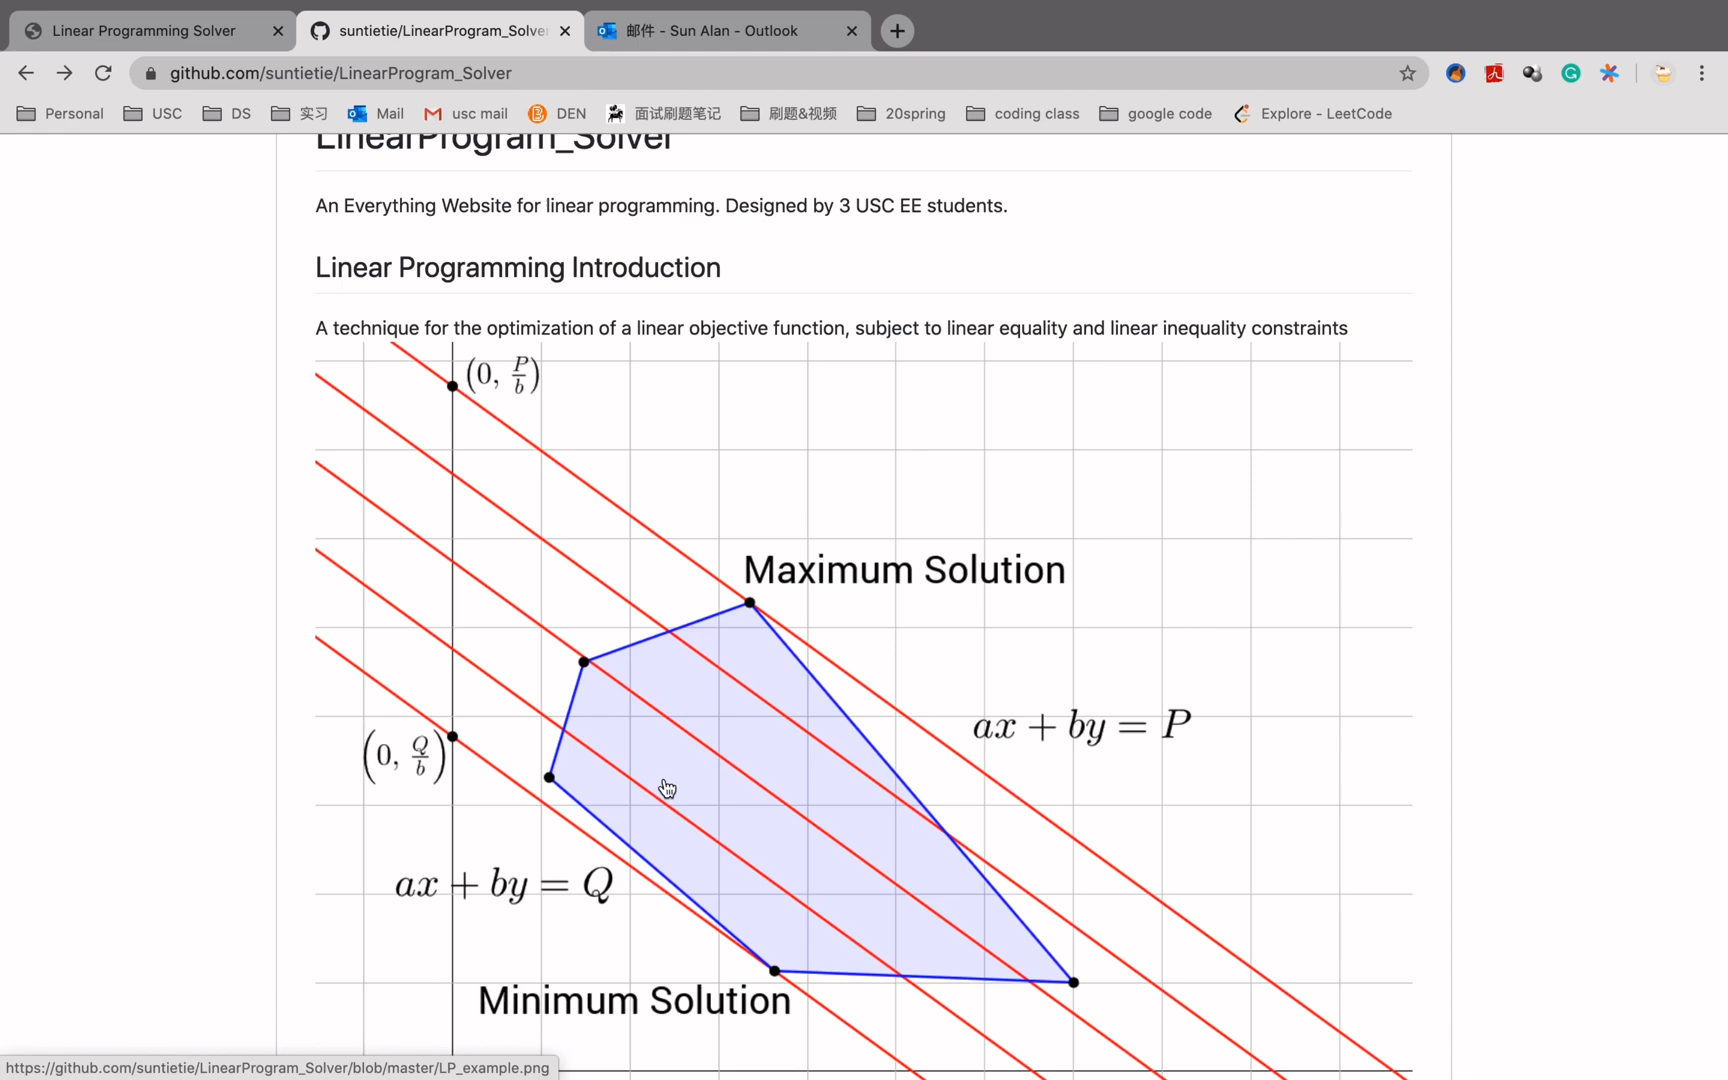 Linear Programming Solver
suntietie/LinearProgram_Solver
邮件 - Sun Alan - Outlook
github.com/suntietie/LinearProgram_Solver
Personal USC DS 实习 Mail usc mail DEN 面试刷题笔记 刷题&视频 20spring coding class google code Explore - LeetCode
LinearProgram_Solver
An Everything Website for linear programming. Designed by 3 USC EE students.
Linear Programming Introduction
A technique for the optimization of a linear objective function, subject to linear equality and linear inequality constraints
(0, P/b)
Maximum Solution
ax + by = P
(0, Q/b)
ax + by = Q
Minimum Solution
https://github.com/suntietie/LinearProgram_Solver/blob/master/LP_example.png